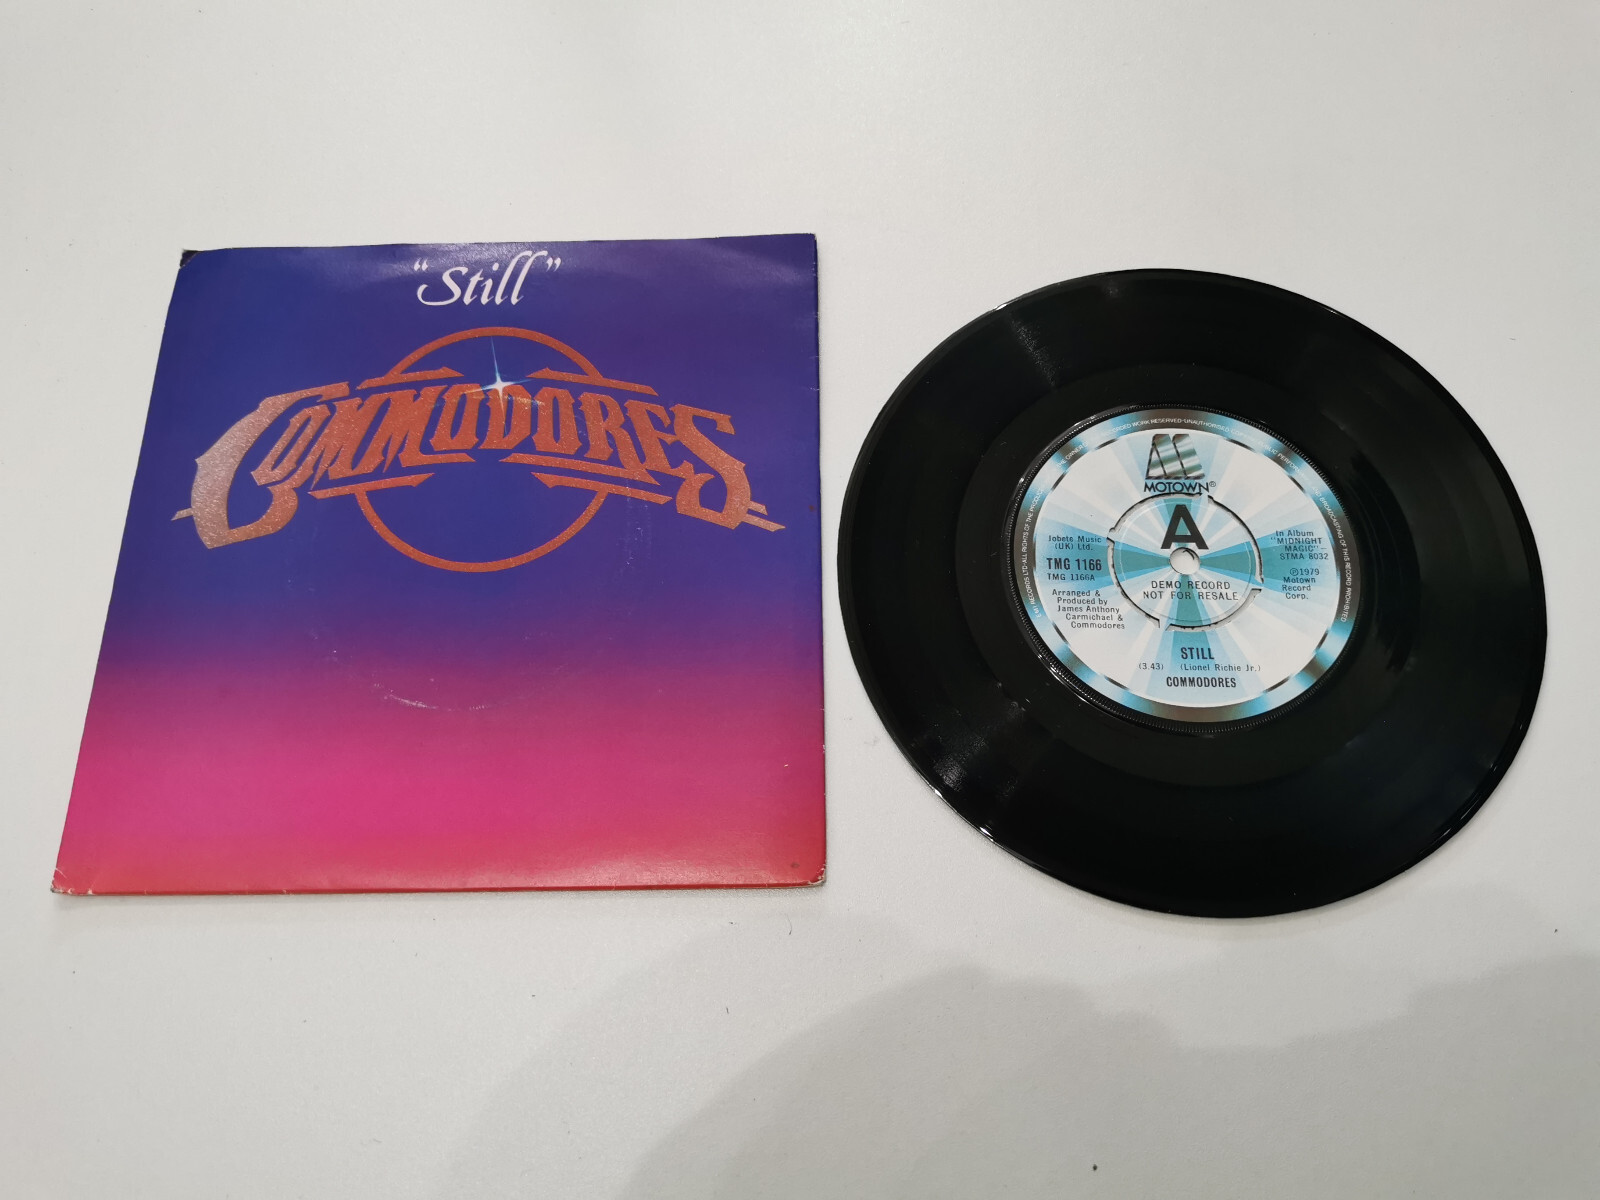 "Still"
COMMODORES
MOTOWN®
A
Jobete Music
(UK) Ltd.
TMG 1166
TMG 1166A
Arranged &
Produced by
James Anthony
Carmichael &
Commodores
DEMO RECORD
NOT FOR RESALE
In Album
"MIDNIGHT
MAGIC"-
STMA 8032
℗1979
Motown
Record
Corp.
STILL
(3.43) (Lionel Richie Jr.)
COMMODORES